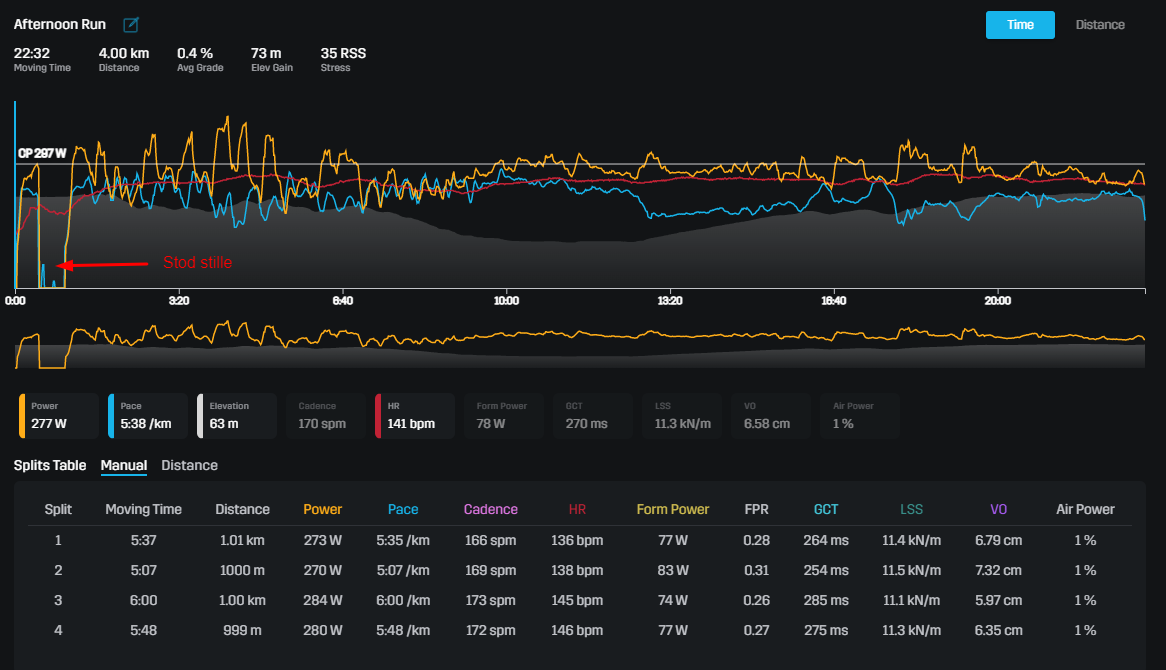 Afternoon Run
Time Distance
22:32 4.00 km 0.4 % 73 m 35 RSS
Moving Time Distance Avg Grade Elev Gain Stress
CP 297 W
Stod stille
0:00 3:20 6:40 10:00 13:20 16:40 20:00
Power Pace Elevation Cadence HR Form Power GCT LSS VO Air Power
277 W 5:38 /km 63 m 170 spm 141 bpm 78 W 270 ms 11.3 kN/m 6.58 cm 1 %
Splits Table Manual Distance
Split Moving Time Distance Power Pace Cadence HR Form Power FPR GCT LSS VO Air Power
1 5:37 1.01 km 273 W 5:35 /km 166 spm 136 bpm 77 W 0.28 264 ms 11.4 kN/m 6.79 cm 1 %
2 5:07 1000 m 270 W 5:07 /km 169 spm 138 bpm 83 W 0.31 254 ms 11.5 kN/m 7.32 cm 1 %
3 6:00 1.00 km 284 W 6:00 /km 173 spm 145 bpm 74 W 0.26 285 ms 11.1 kN/m 5.97 cm 1 %
4 5:48 999 m 280 W 5:48 /km 172 spm 146 bpm 77 W 0.27 275 ms 11.3 kN/m 6.35 cm 1 %